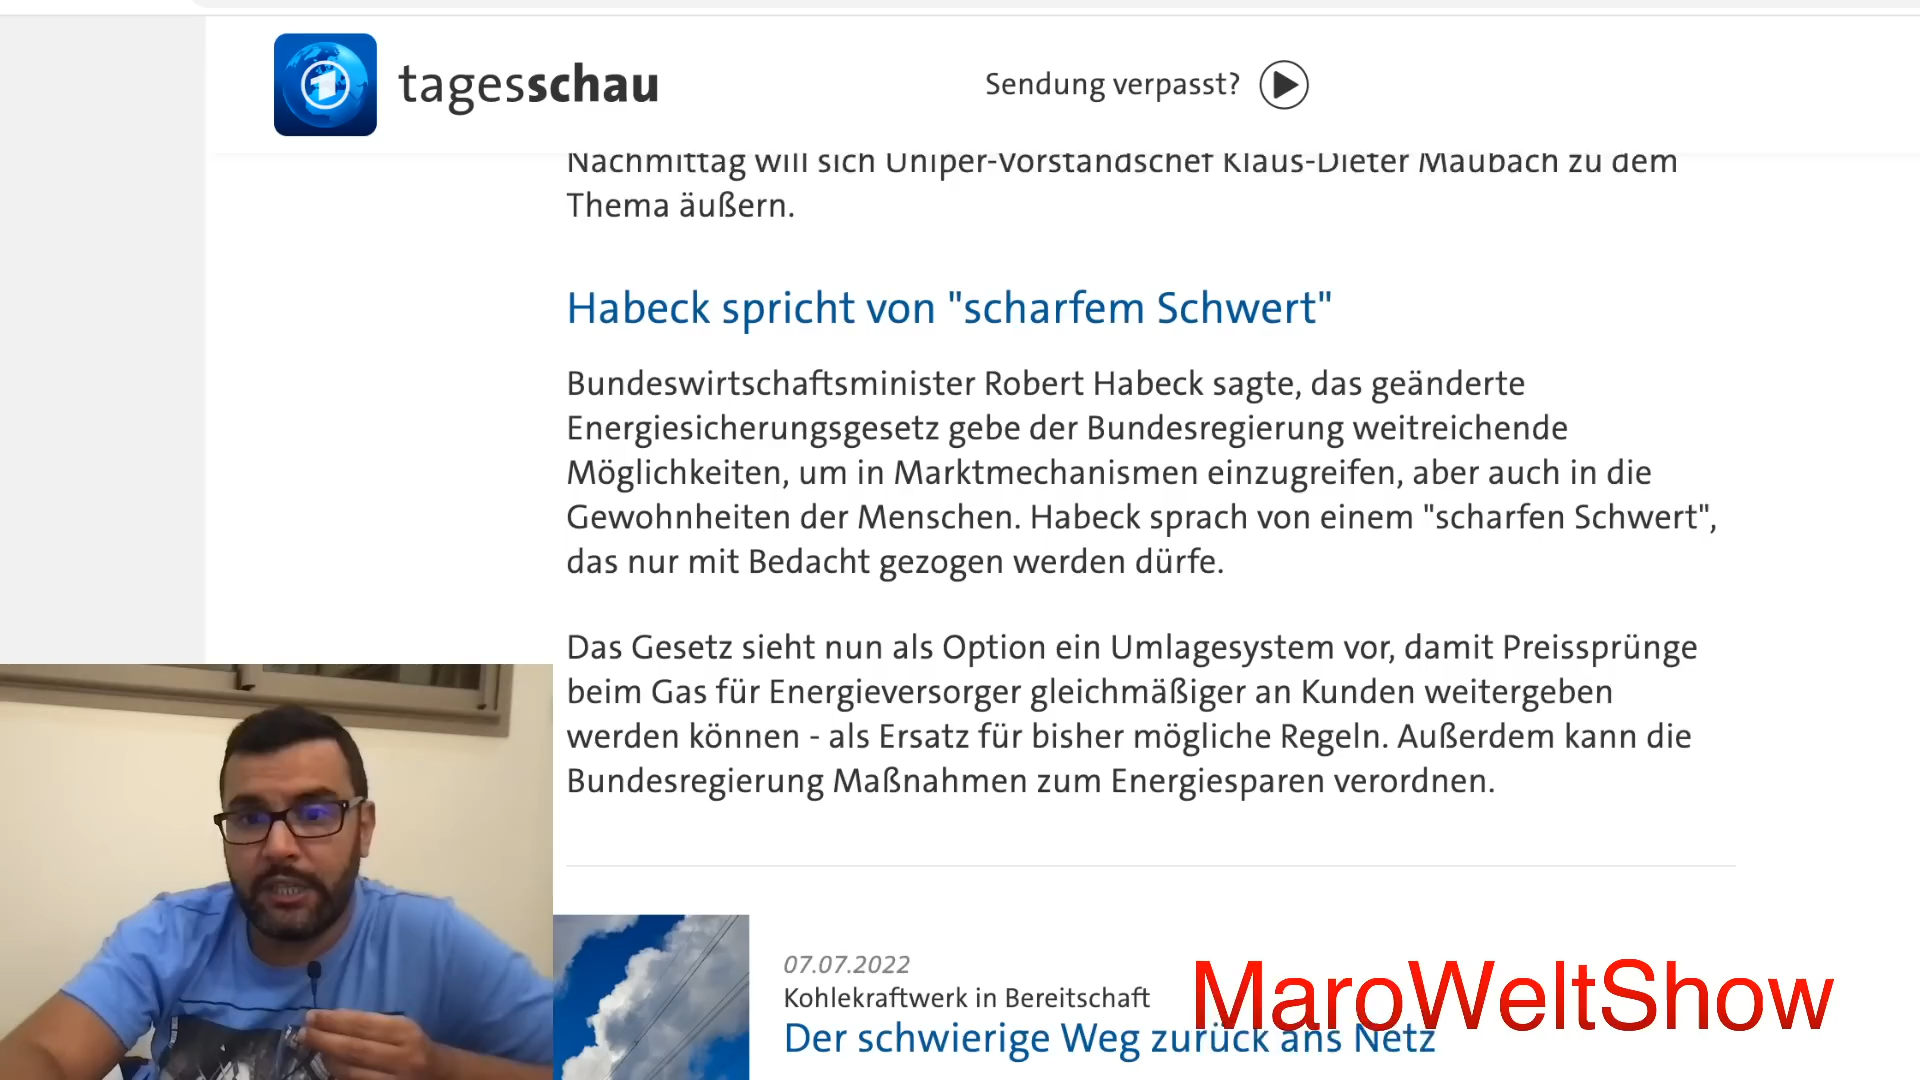 tagesschau
Sendung verpasst?
Nachmittag will sich Uniper-Vorstandschef Klaus-Dieter Maubach zu dem
Thema äußern.
Habeck spricht von "scharfem Schwert"
Bundeswirtschaftsminister Robert Habeck sagte, das geänderte
Energiesicherungsgesetz gebe der Bundesregierung weitreichende
Möglichkeiten, um in Marktmechanismen einzugreifen, aber auch in die
Gewohnheiten der Menschen. Habeck sprach von einem "scharfen Schwert",
das nur mit Bedacht gezogen werden dürfe.
Das Gesetz sieht nun als Option ein Umlagesystem vor, damit Preissprünge
beim Gas für Energieversorger gleichmäßiger an Kunden weitergeben
werden können - als Ersatz für bisher mögliche Regeln. Außerdem kann die
Bundesregierung Maßnahmen zum Energiesparen verordnen.
07.07.2022
Kohlekraftwerk in Bereitschaft
Der schwierige Weg zurück ans Netz
MaroWeltShow